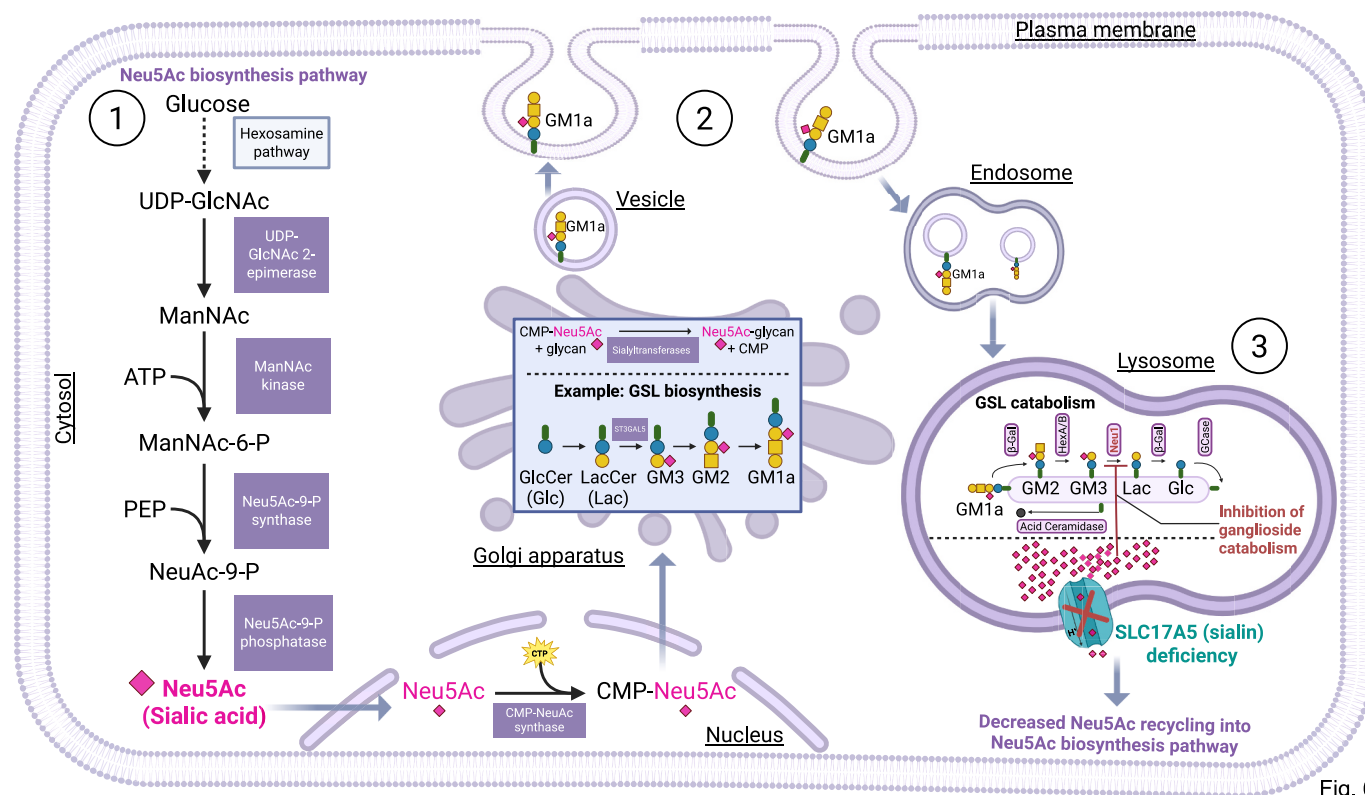 Plasma membrane
Neu5Ac biosynthesis pathway
1
Glucose
Hexosamine
pathway
UDP-GlcNAc
UDP-
GlcNAc 2-
epimerase
ManNAc
ATP
ManNAc
kinase
Cytosol
ManNAc-6-P
PEP
Neu5Ac-9-P
synthase
NeuAc-9-P
Neu5Ac-9-P
phosphatase
Neu5Ac
(Sialic acid)
Neu5Ac
CTP
CMP-Neu5Ac
CMP-NeuAc
synthase
Nucleus
2
GM1a
GM1a
Vesicle
GM1a
CMP-Neu5Ac
+ glycan
Sialyltransferases
Neu5Ac-glycan
+ CMP
Example: GSL biosynthesis
ST3GAL5
GlcCer
(Glc)
LacCer
(Lac)
GM3
GM2
GM1a
Golgi apparatus
Endosome
GM1a
3
Lysosome
GSL catabolism
β-Gal
HexA/B
Neu1
β-Gal
GCase
GM2
GM3
Lac
Glc
GM1a
Acid Ceramidase
Inhibition of
ganglioside
catabolism
H⁺
SLC17A5 (sialin)
deficiency
Decreased Neu5Ac recycling into
Neu5Ac biosynthesis pathway
Fig.